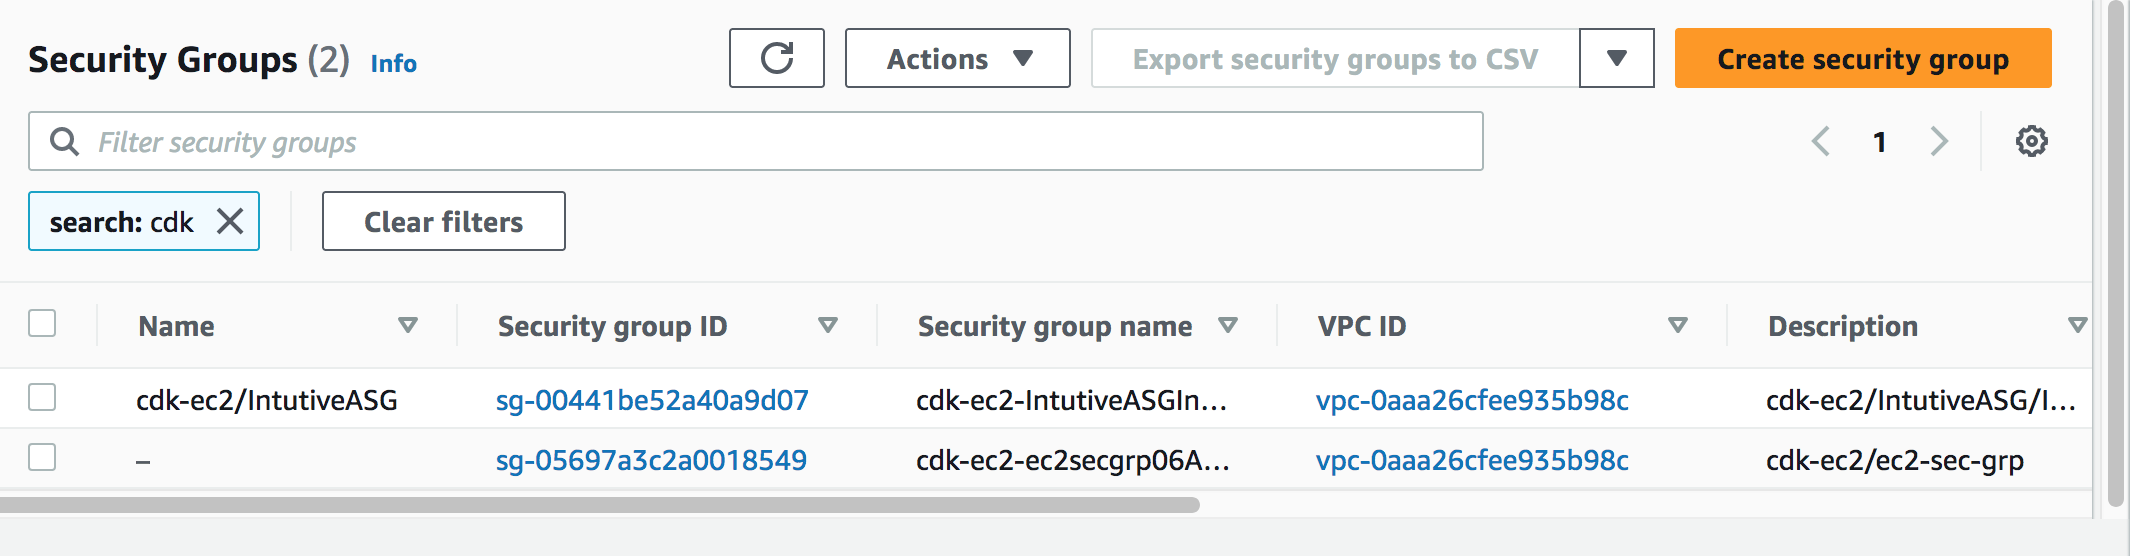 Security Groups (2) Info
Actions
Export security groups to CSV
Create security group
Filter security groups
1
search: cdk
Clear filters
Name Security group ID Security group name VPC ID Description
cdk-ec2/IntutiveASG sg-00441be52a40a9d07 cdk-ec2-IntutiveASGIn... vpc-0aaa26cfee935b98c cdk-ec2/IntutiveASG/I...
– sg-05697a3c2a0018549 cdk-ec2-ec2secgrp06A... vpc-0aaa26cfee935b98c cdk-ec2/ec2-sec-grp